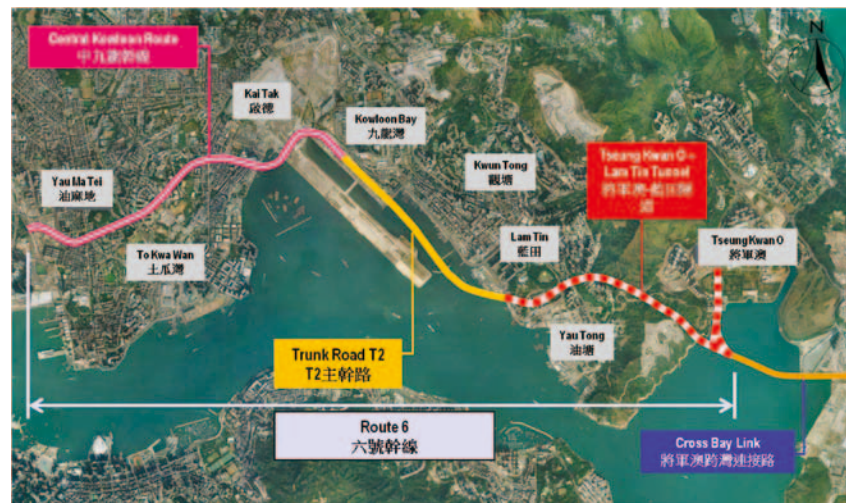 Central Kowloon Route
中九龍幹線
N
Kai Tak
啟德
Kowloon Bay
九龍灣
Kwun Tong
觀塘
Tseung Kwan O -
Lam Tin Tunnel
將軍澳-藍田隧
道
Yau Ma Tei
油麻地
To Kwa Wan
土瓜灣
Lam Tin
藍田
Tseung Kwan O
將軍澳
Yau Tong
油塘
Trunk Road T2
T2主幹路
Route 6
六號幹線
Cross Bay Link
將軍澳跨灣連接路